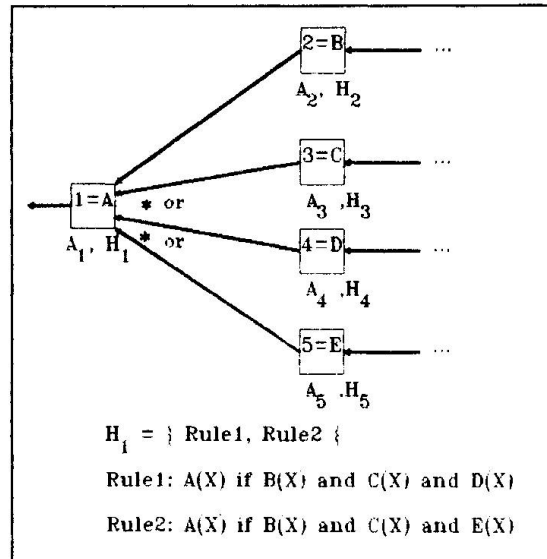 2=B ...
A2, H2
3=C ...
1=A * or
A3 ,H3
A1, H1 * or
4=D ...
A4 .H4
5=E ...
A5 .H5
H1 = } Rule1, Rule2 {
Rule1: A(X) if B(X) and C(X) and D(X)
Rule2: A(X) if B(X) and C(X) and E(X)